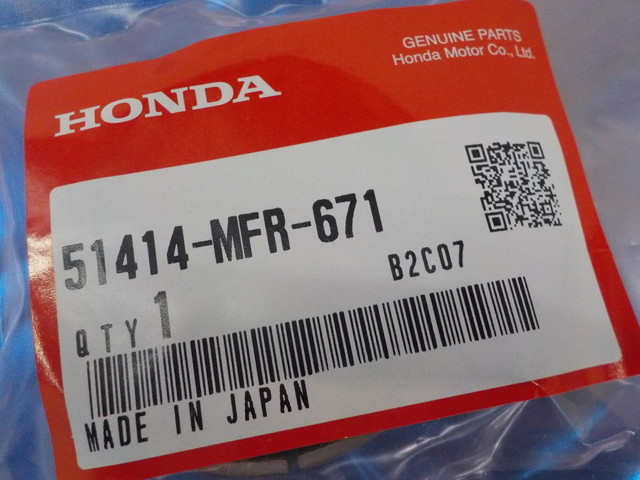 GENUINE PARTS
Honda Motor Co., Ltd.
HONDA
51414-MFR-671
B2C07
QTY 1
MADE IN JAPAN